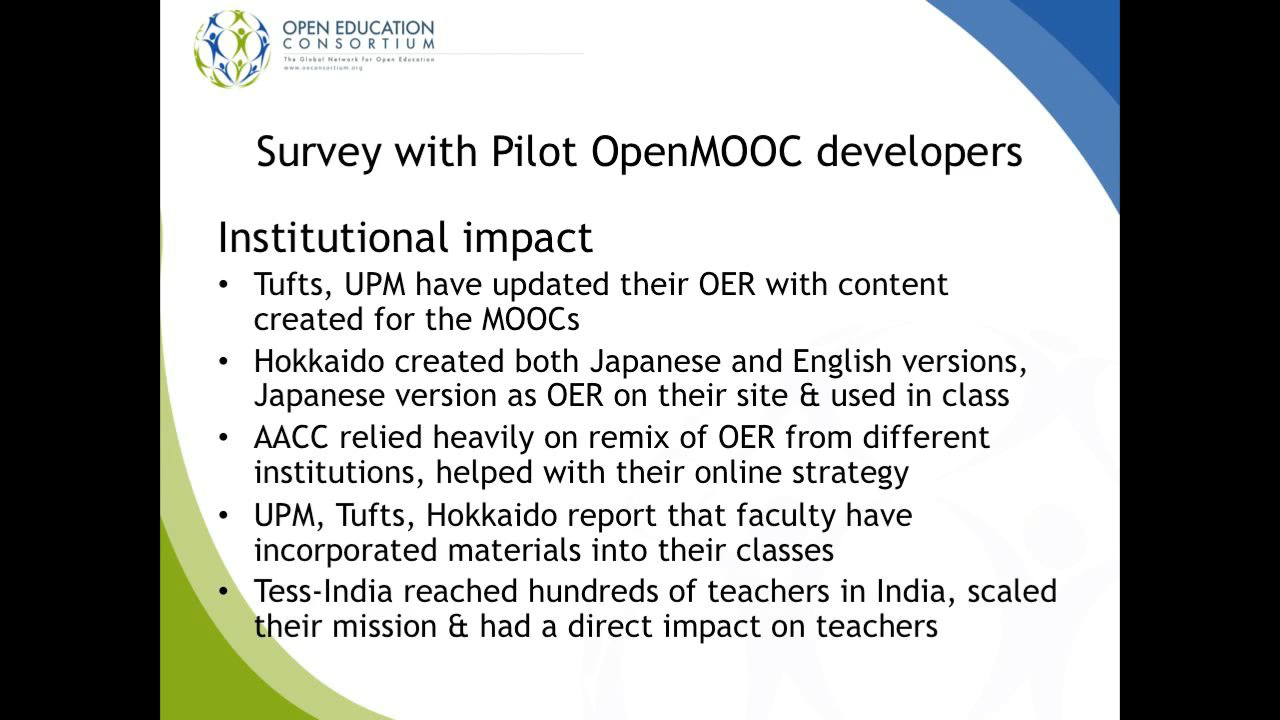 OPEN EDUCATION
CONSORTIUM
The Global Network for Open Education
www.oeconsortium.org
Survey with Pilot OpenMOOC developers
Institutional impact
• Tufts, UPM have updated their OER with content
created for the MOOCs
• Hokkaido created both Japanese and English versions,
Japanese version as OER on their site & used in class
• AACC relied heavily on remix of OER from different
institutions, helped with their online strategy
• UPM, Tufts, Hokkaido report that faculty have
incorporated materials into their classes
• Tess-India reached hundreds of teachers in India, scaled
their mission & had a direct impact on teachers